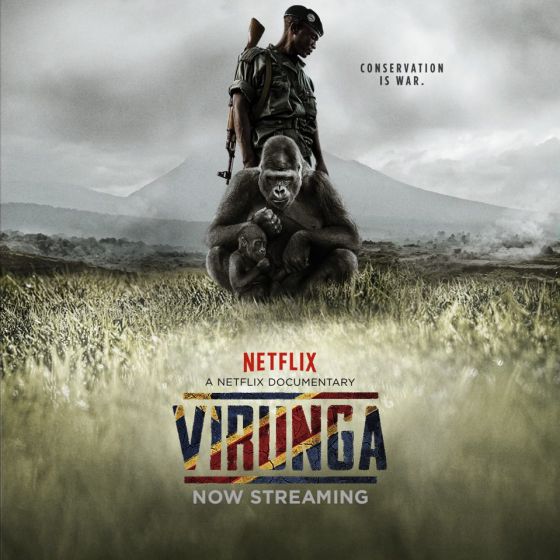 CONSERVATION
IS WAR.
NETFLIX
A NETFLIX DOCUMENTARY
VIRUNGA
NOW STREAMING